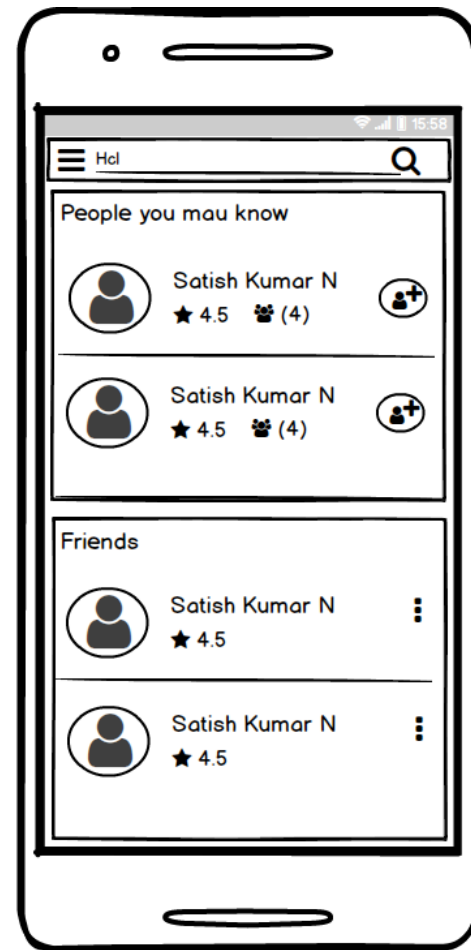 15:58
Hcl
People you mau know
Satish Kumar N
4.5 (4)
Satish Kumar N
4.5 (4)
Friends
Satish Kumar N
4.5
Satish Kumar N
4.5